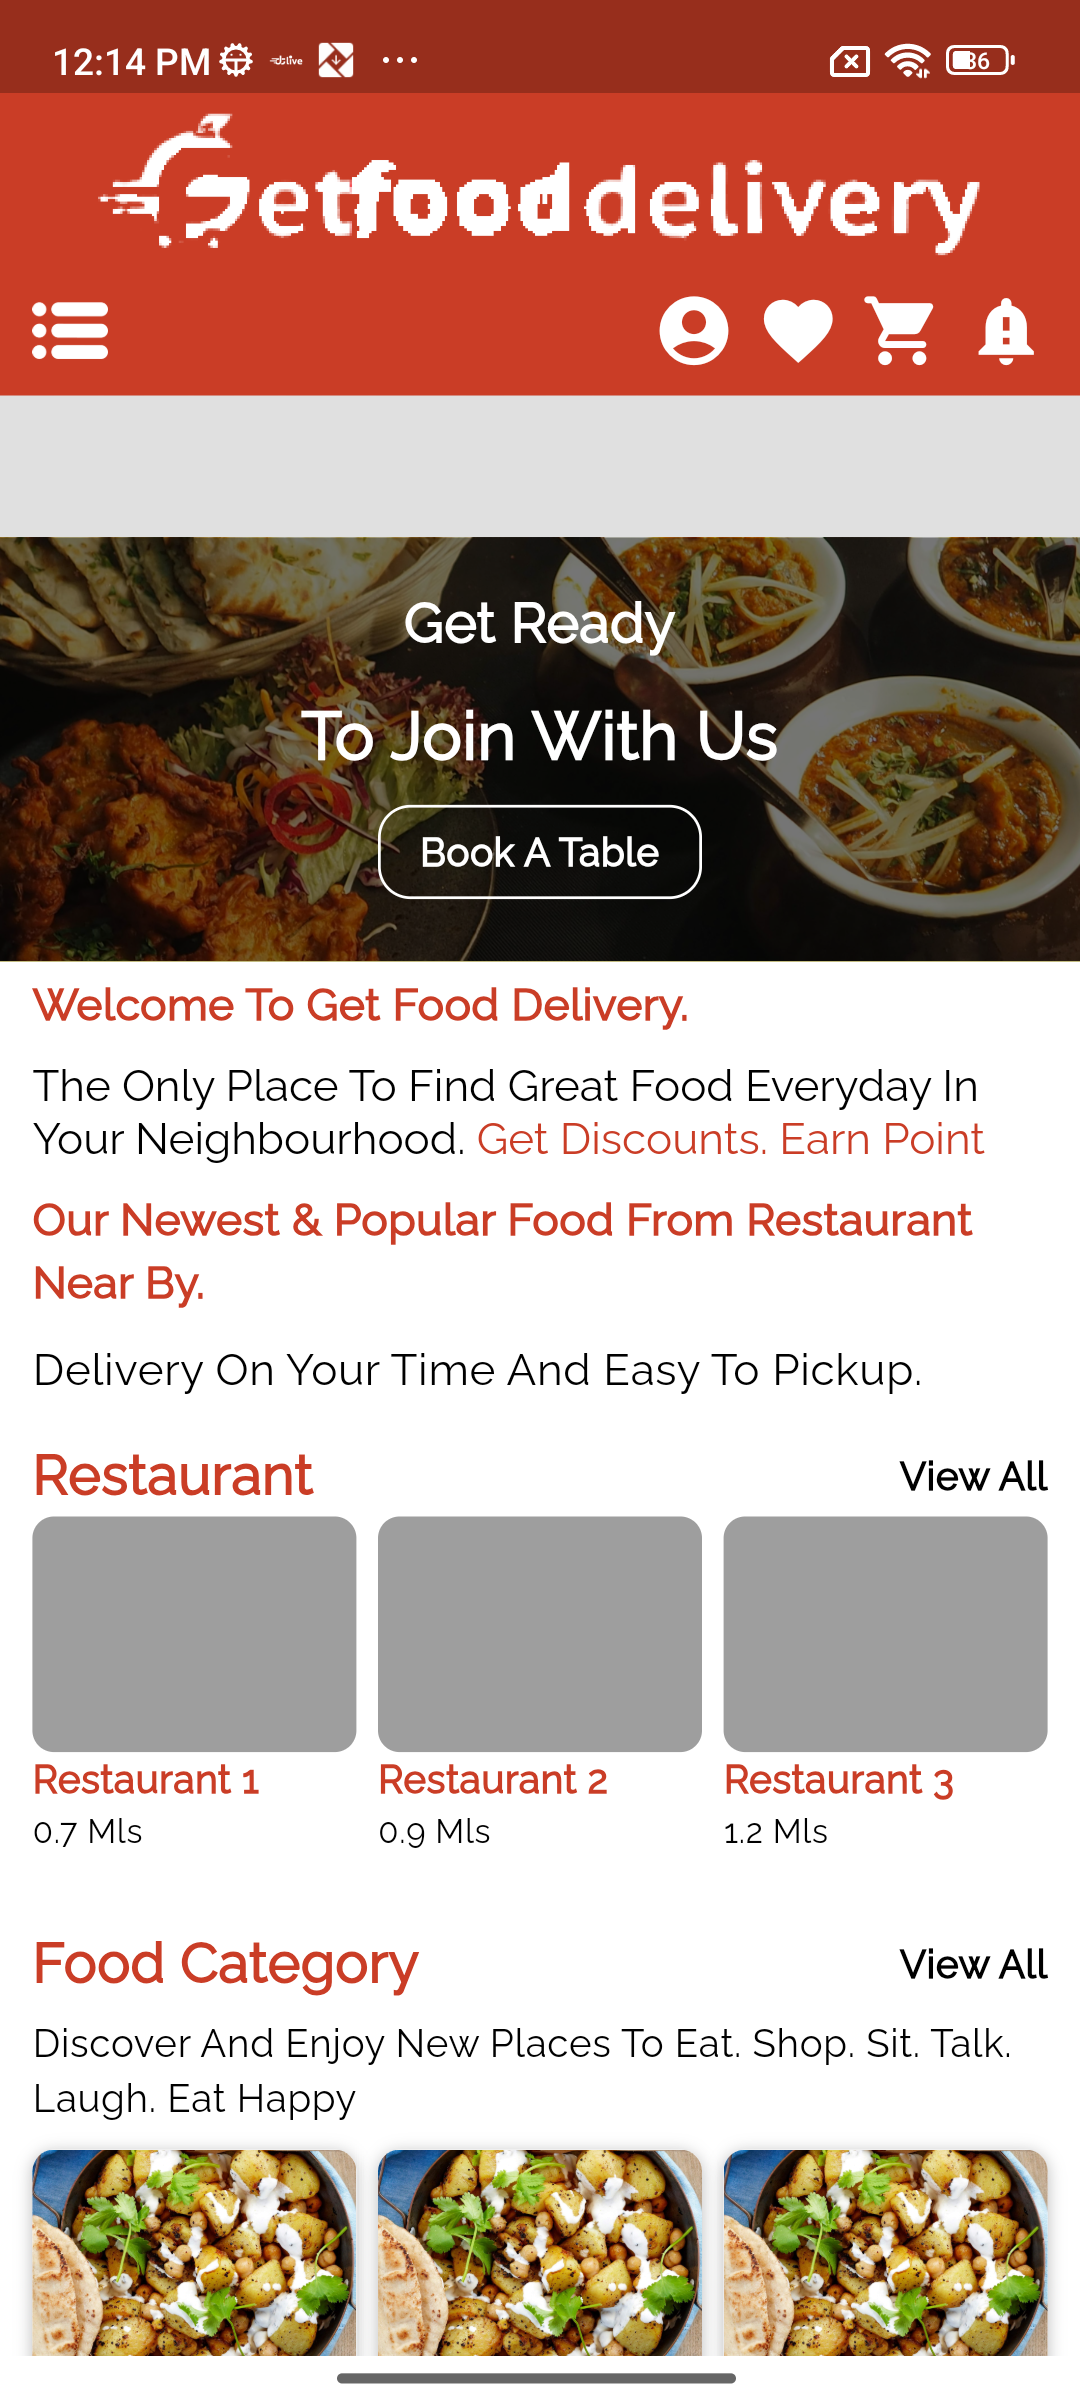 12:14 PM
36
Getfooddelivery
Get Ready
To Join With Us
Book A Table
Welcome To Get Food Delivery.
The Only Place To Find Great Food Everyday In
Your Neighbourhood. Get Discounts. Earn Point
Our Newest & Popular Food From Restaurant
Near By.
Delivery On Your Time And Easy To Pickup.
Restaurant View All
Restaurant 1 Restaurant 2 Restaurant 3
0.7 Mls 0.9 Mls 1.2 Mls
Food Category View All
Discover And Enjoy New Places To Eat. Shop. Sit. Talk.
Laugh. Eat Happy